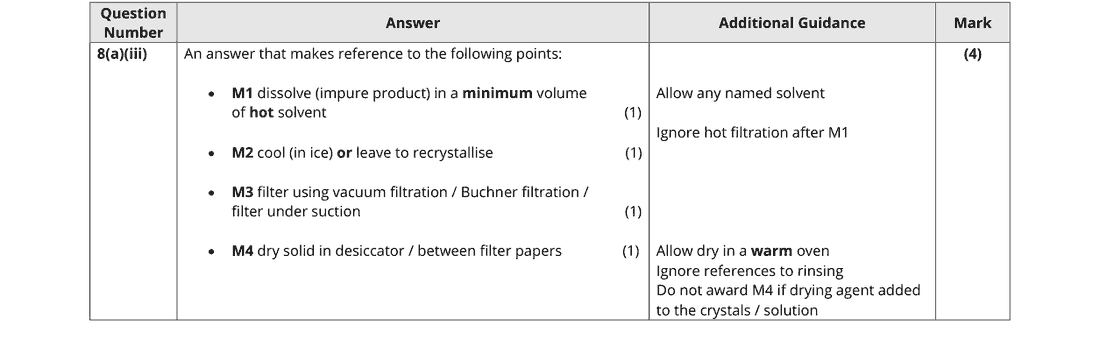 Question Number
Answer
Additional Guidance
Mark
8(a)(iii)
An answer that makes reference to the following points:
(4)
• M1 dissolve (impure product) in a minimum volume
of hot solvent (1)
Allow any named solvent
Ignore hot filtration after M1
• M2 cool (in ice) or leave to recrystallise (1)
• M3 filter using vacuum filtration / Buchner filtration /
filter under suction (1)
• M4 dry solid in desiccator / between filter papers (1)
Allow dry in a warm oven
Ignore references to rinsing
Do not award M4 if drying agent added
to the crystals / solution